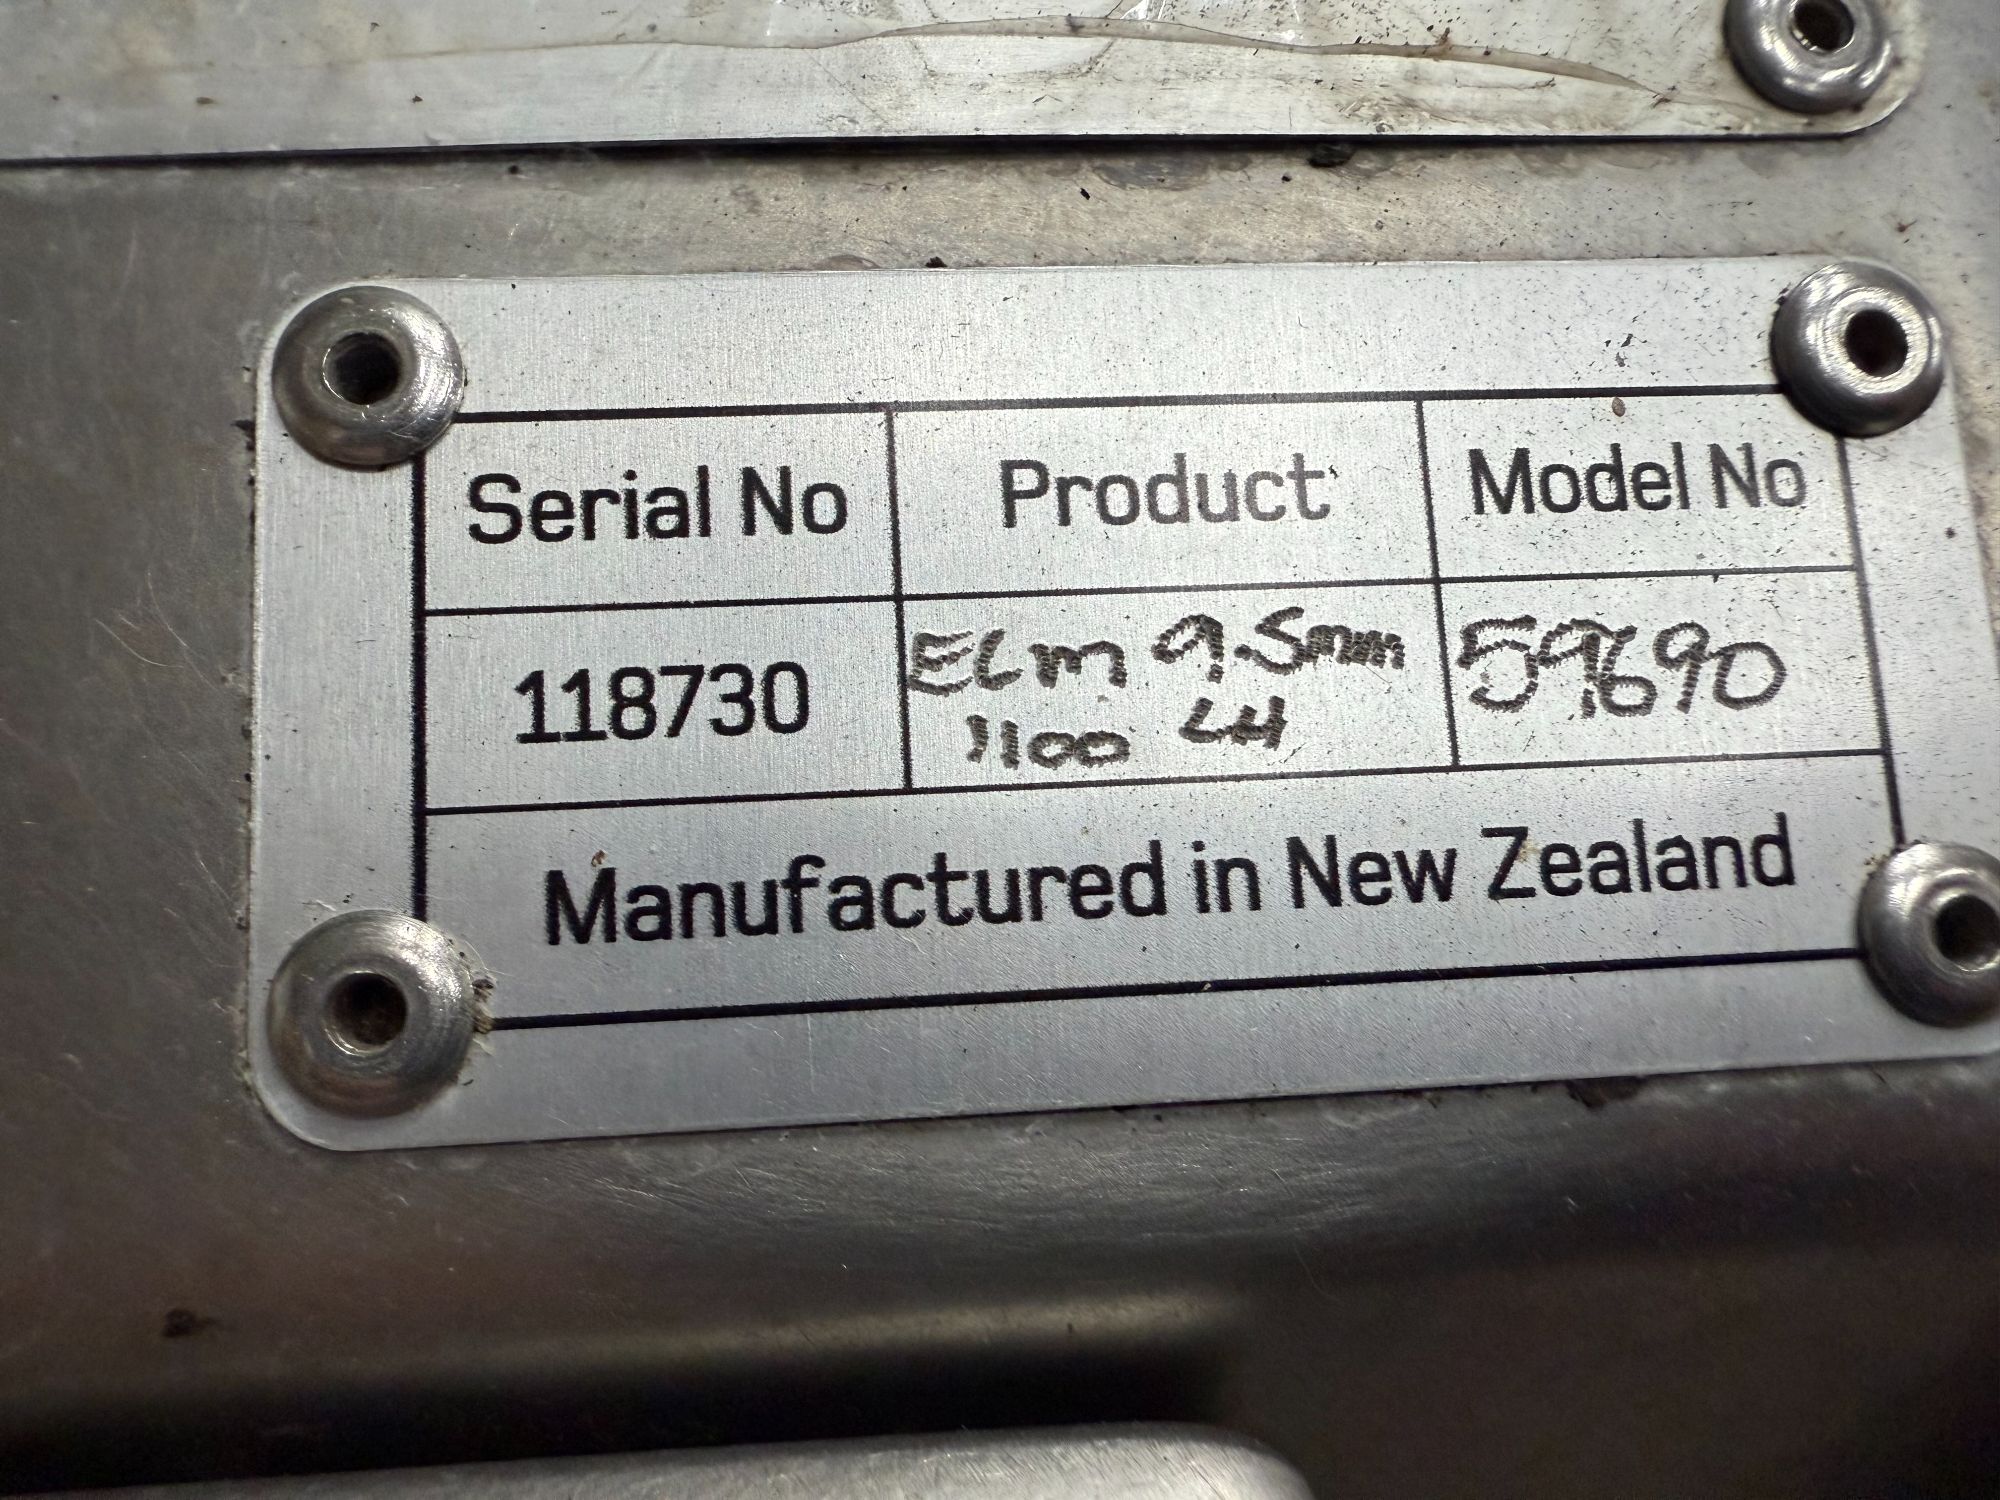 Serial No Product Model No
118730 ELM 9.5mm 59690
1100 LH
Manufactured in New Zealand